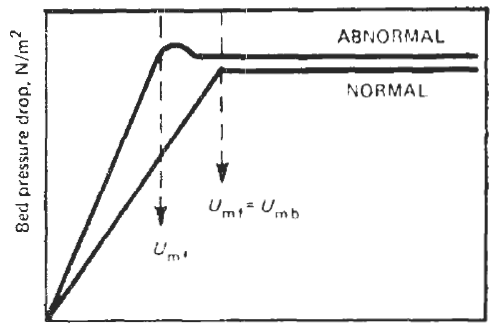 Bed pressure drop, N/m²
ABNORMAL
NORMAL
Umf = Umb
Umf